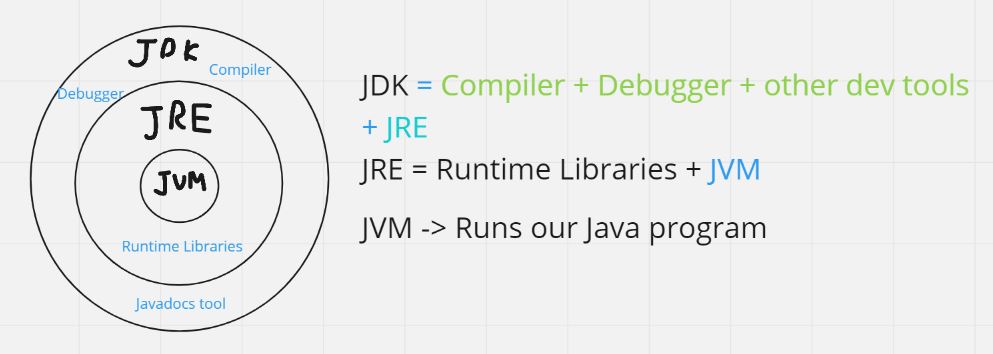 JDK
Compiler
Debugger
JRE
JVM
Runtime Libraries
Javadocs tool
JDK = Compiler + Debugger + other dev tools
+ JRE
JRE = Runtime Libraries + JVM
JVM -> Runs our Java program